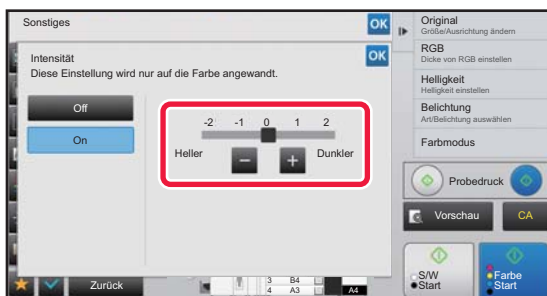 Sonstiges
OK
Intensität
OK
Diese Einstellung wird nur auf die Farbe angewandt.
Off
On
-2 -1 0 1 2
Heller
Dunkler
Zurück
3 B4
4 A3
A4
Original
Größe/Ausrichtung ändern
RGB
Dicke von RGB einstellen
Helligkeit
Helligkeit einstellen
Belichtung
Art/Belichtung auswählen
Farbmodus
Probedruck
Vorschau
CA
S/W
Start
Farbe
Start